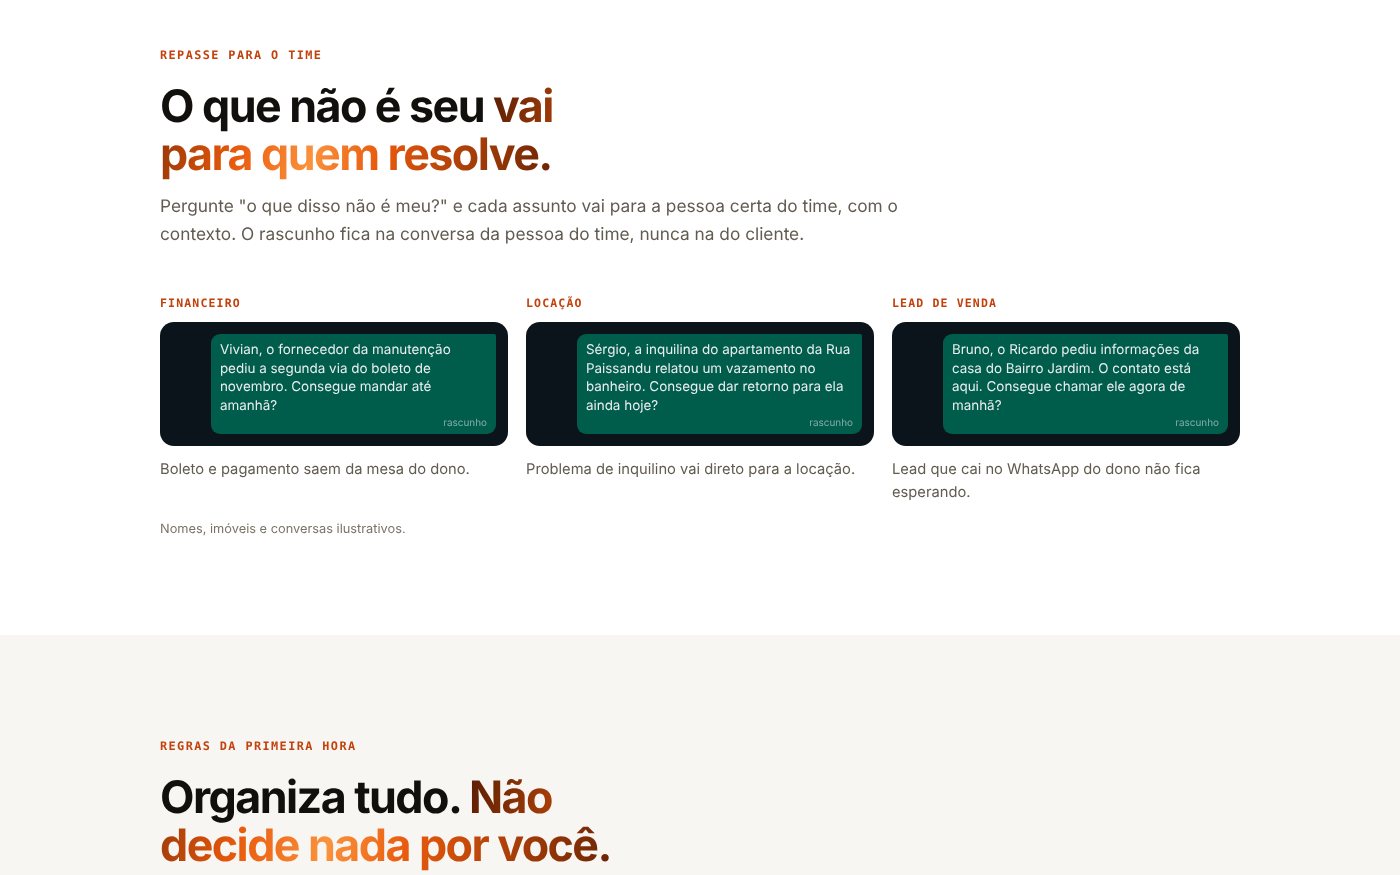 REPASSE PARA O TIME
O que não é seu vai
para quem resolve.
Pergunte "o que disso não é meu?" e cada assunto vai para a pessoa certa do time, com o
contexto. O rascunho fica na conversa da pessoa do time, nunca na do cliente.
FINANCEIRO
Vivian, o fornecedor da manutenção
pediu a segunda via do boleto de
novembro. Consegue mandar até
amanhã?
rascunho
Boleto e pagamento saem da mesa do dono.
LOCAÇÃO
Sérgio, a inquilina do apartamento da Rua
Paissandu relatou um vazamento no
banheiro. Consegue dar retorno para ela
ainda hoje?
rascunho
Problema de inquilino vai direto para a locação.
LEAD DE VENDA
Bruno, o Ricardo pediu informações da
casa do Bairro Jardim. O contato está
aqui. Consegue chamar ele agora de
manhã?
rascunho
Lead que cai no WhatsApp do dono não fica
esperando.
Nomes, imóveis e conversas ilustrativos.
REGRAS DA PRIMEIRA HORA
Organiza tudo. Não
decide nada por você.